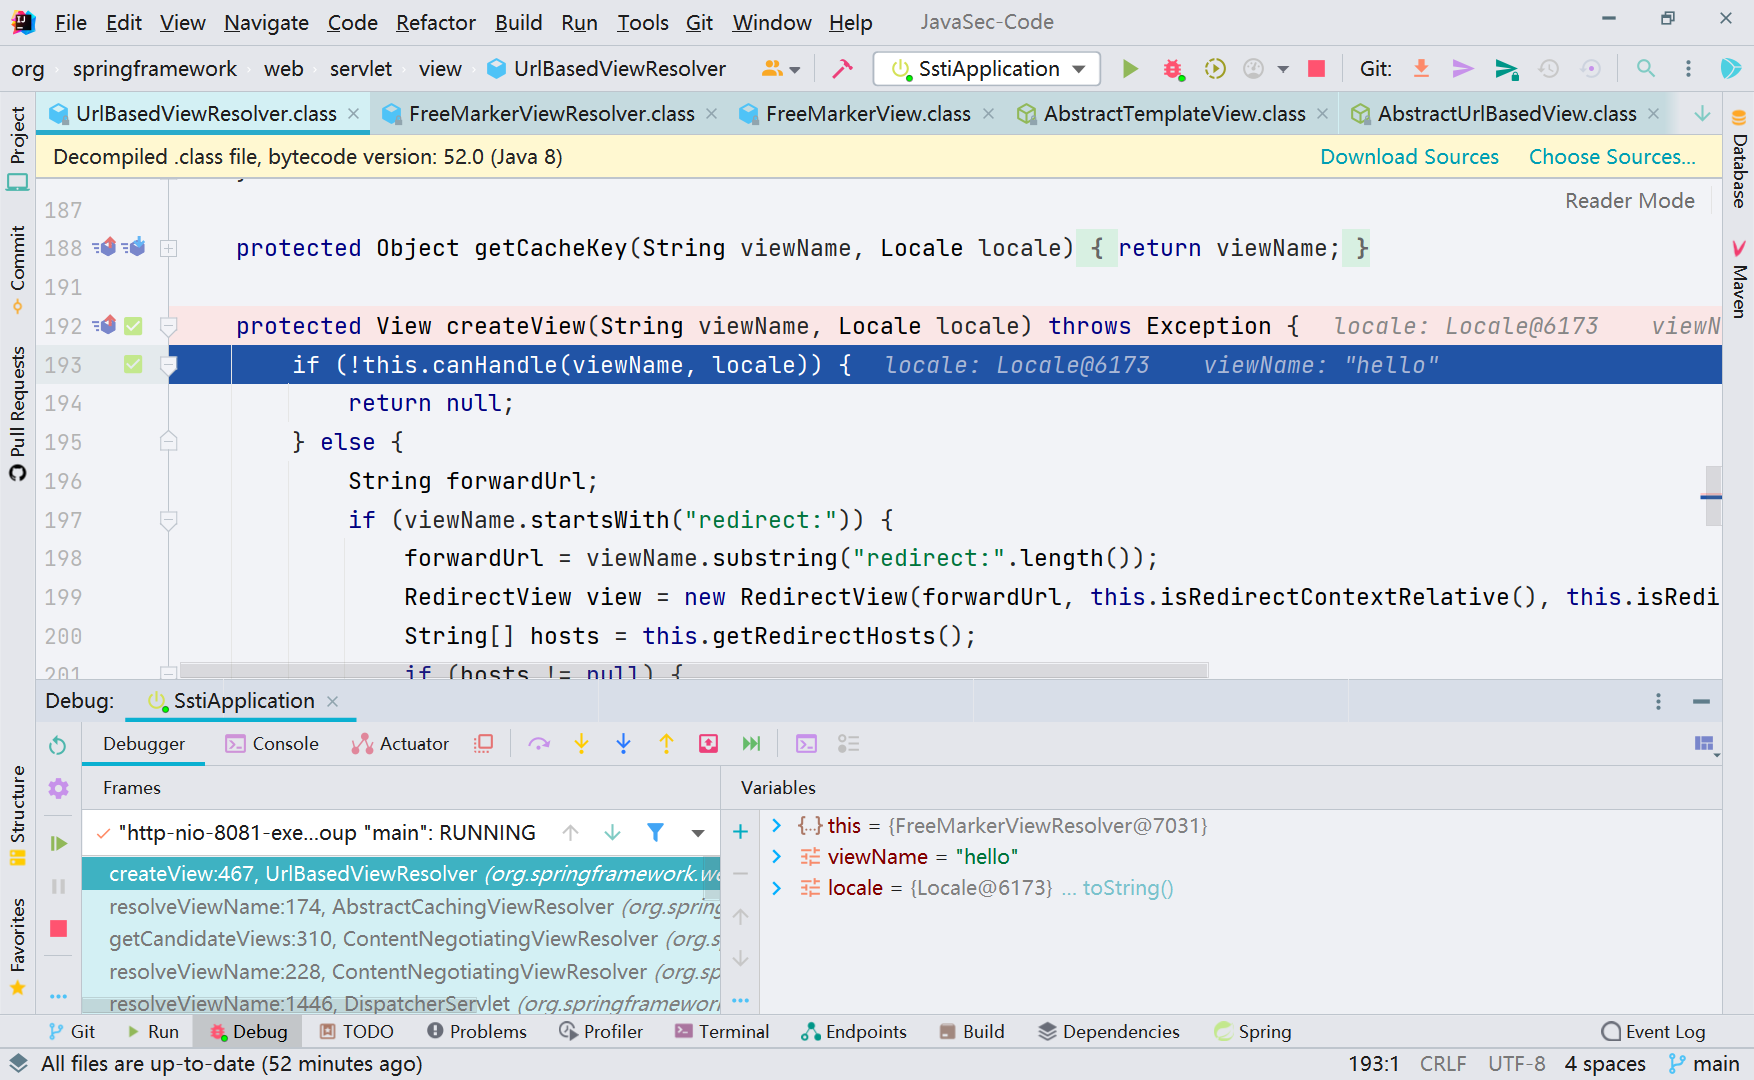 File Edit View Navigate Code Refactor Build Run Tools Git Window Help JavaSec-Code
org springframework web servlet view UrlBasedViewResolver SstiApplication Git:
UrlBasedViewResolver.class FreeMarkerViewResolver.class FreeMarkerView.class AbstractTemplateView.class AbstractUrlBasedView.class
Decompiled .class file, bytecode version: 52.0 (Java 8) Download Sources Choose Sources...
Reader Mode
187
188 protected Object getCacheKey(String viewName, Locale locale) { return viewName; }
191
192 protected View createView(String viewName, Locale locale) throws Exception { locale: Locale@6173 viewN
193 if (!this.canHandle(viewName, locale)) { locale: Locale@6173 viewName: "hello"
194 return null;
195 } else {
196 String forwardUrl;
197 if (viewName.startsWith("redirect:")) {
198 forwardUrl = viewName.substring("redirect:".length());
199 RedirectView view = new RedirectView(forwardUrl, this.isRedirectContextRelative(), this.isRedi
200 String[] hosts = this.getRedirectHosts();
201 if (hosts != null) {
Project
Commit
Pull Requests
Structure
Favorites
Database
Maven
Debug: SstiApplication
Debugger Console Actuator
Frames
Variables
"http-nio-8081-exe...oup "main": RUNNING
createView:467, UrlBasedViewResolver (org.springframework.we
resolveViewName:174, AbstractCachingViewResolver (org.spring
getCandidateViews:310, ContentNegotiatingViewResolver (org.s
resolveViewName:228, ContentNegotiatingViewResolver (org.sp
resolveViewName:1446, DispatcherServlet (org.springframework
this = {FreeMarkerViewResolver@7031}
viewName = "hello"
locale = {Locale@6173} ... toString()
Git Run Debug TODO Problems Profiler Terminal Endpoints Build Dependencies Spring Event Log
All files are up-to-date (52 minutes ago) 193:1 CRLF UTF-8 4 spaces main